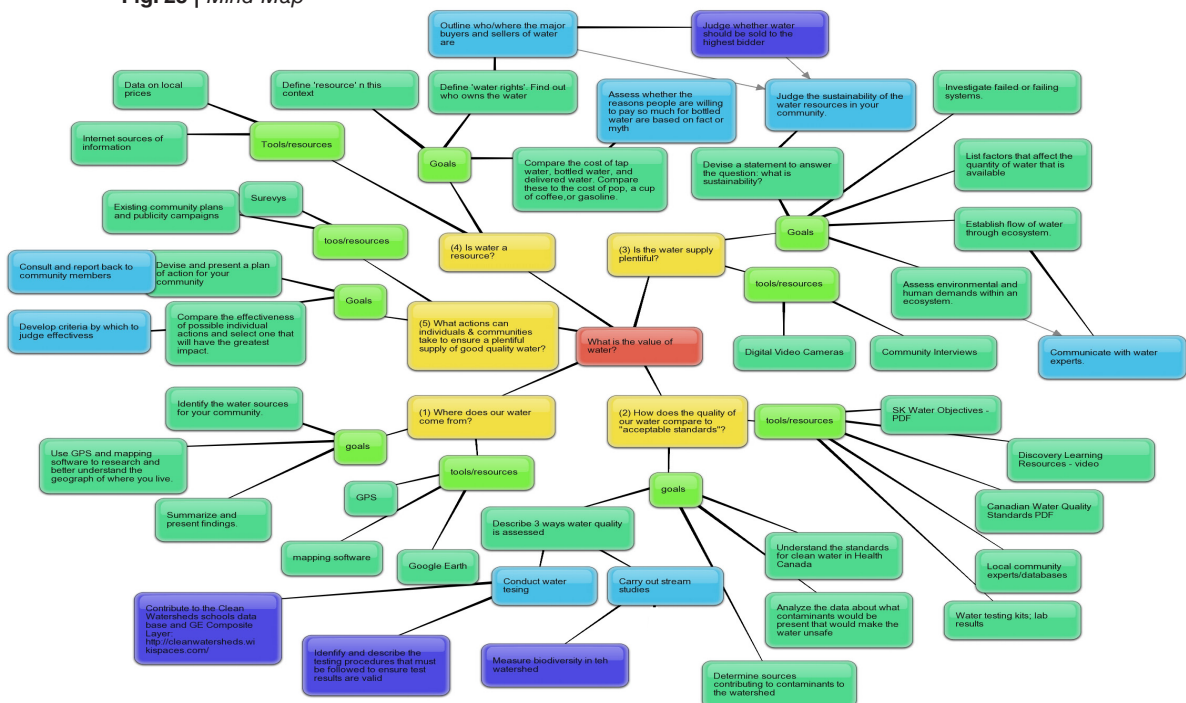 Fig. 28 | Mind Map
Outline who/where the major
buyers and sellers of water
are
Judge whether water
should be sold to the
highest bidder
Data on local
prices
Define 'resource' n this
context
Define 'water rights'. Find out
who owns the water
Assess whether the
reasons people are willing
to pay so much for bottled
water are based on fact or
myth
Judge the sustainability of the
water resources in your
community.
Investigate failed or failing
systems.
Internet sources of
information
Tools/resources
Goals
Compare the cost of tap
water, bottled water, and
delivered water. Compare
these to the cost of pop, a cup
of coffee,or gasoline.
Devise a statement to answer
the question: what is
sustainability?
List factors that affect the
quantity of water that is
available
Existing community plans
and publicity campaigns
Surevys
toos/resources
(4) Is water a
resource?
(3) Is the water supply
plentiiful?
Goals
Establish flow of water
through ecosystem.
Consult and report back to
community members
Devise and present a plan
of action for your
community
Goals
tools/resources
Assess environmental and
human demands within an
ecosystem.
Develop criteria by which to
judge effectivess
Compare the effectiveness
of possible individual
actions and select one that
will have the greatest
impact.
(5) What actions can
individuals & communities
take to ensure a plentiful
supply of good quality water?
What is the value of
water?
Digital Video Cameras
Community Interviews
Communicate with water
experts.
Identify the water sources
for your community.
(1) Where does our water
come from?
(2) How does the quality of
our water compare to
"acceptable standards"?
tools/resources
SK Water Objectives -
PDF
Use GPS and mapping
software to research and
better understand the
geograph of where you live.
goals
tools/resources
Discovery Learning
Resources - video
Summarize and
present findings.
GPS
goals
Canadian Water Quality
Standards PDF
mapping software
Google Earth
Describe 3 ways water quality
is assessed
Understand the standards
for clean water in Health
Canada
Local community
experts/databases
Conduct water
tesing
Carry out stream
studies
Water testing kits; lab
results
Contribute to the Clean
Watersheds schools data
base and GE Composite
Layer:
http://cleanwatersheds.wi
kispaces.com/
Idenfify and describe the
testing procedures that must
be followed to ensure test
results are valid
Measure biodiversity in teh
watershed
Analyze the data about what
contaminants would be
present that would make the
water unsafe
Determine sources
contributing to contaminants to
the watershed